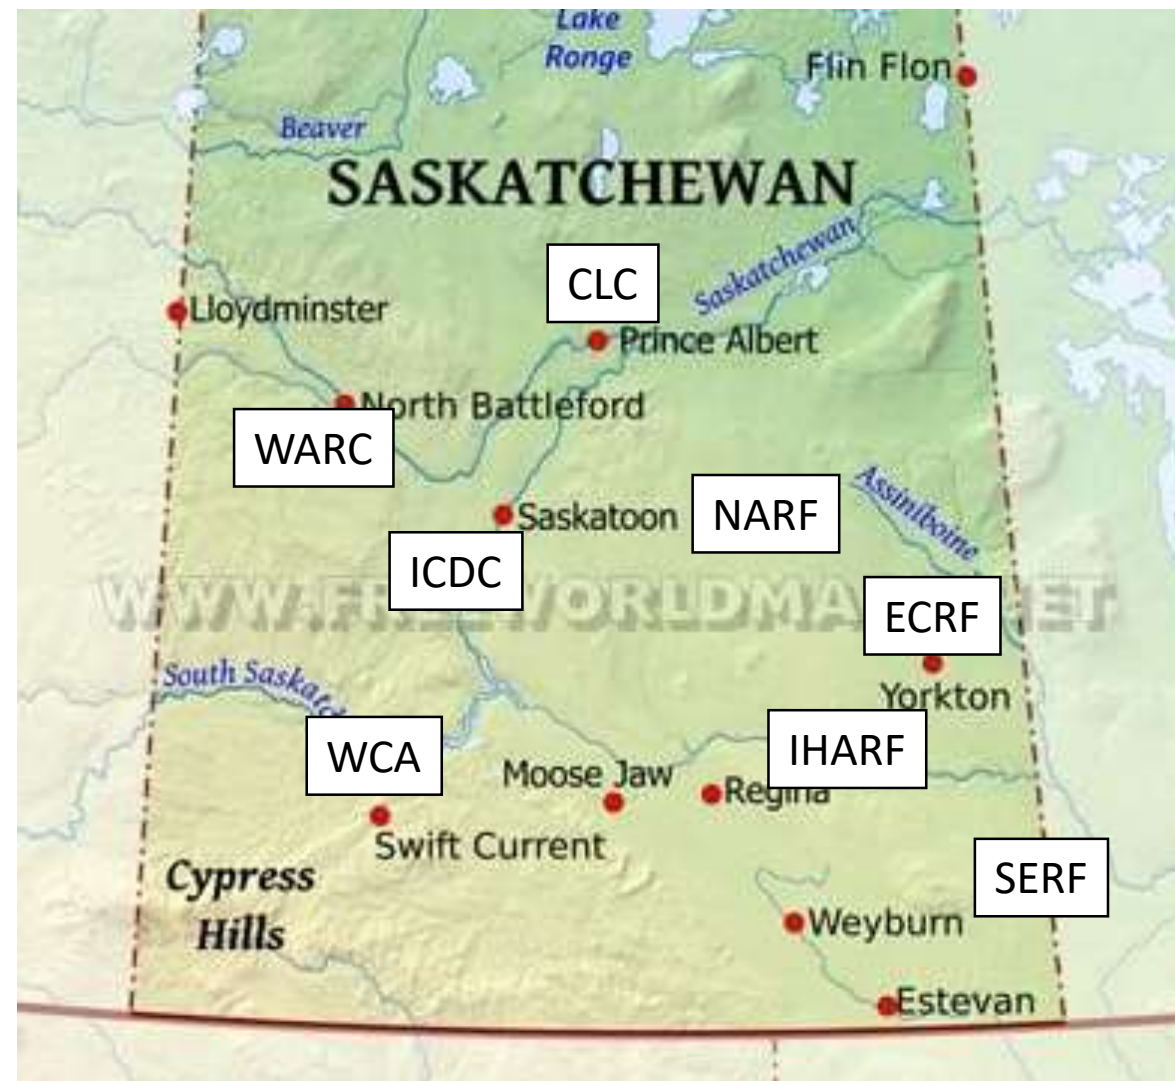 Lake
Ronge
Flin Flon
Beaver
SASKATCHEWAN
Saskatchewan
CLC
Lloydminster
Prince Albert
North Battleford
WARC
Assiniboine
NARF
Saskatoon
ICDC
ECRF
Yorkton
South
WCA
IHARF
Moose Jaw
Regina
Swift Current
Cypress
Hills
SERF
Weyburn
Estevan